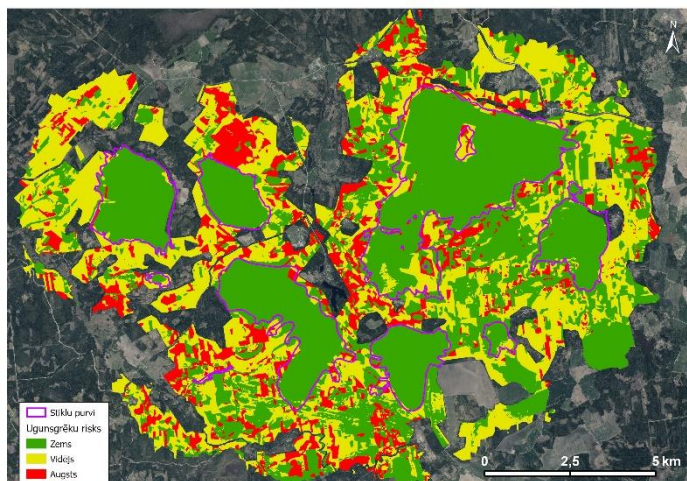 N
Stiklu purvi
Ugunsgrēku risks
Zems
Vidējs
Augsts
0 2,5 5 km